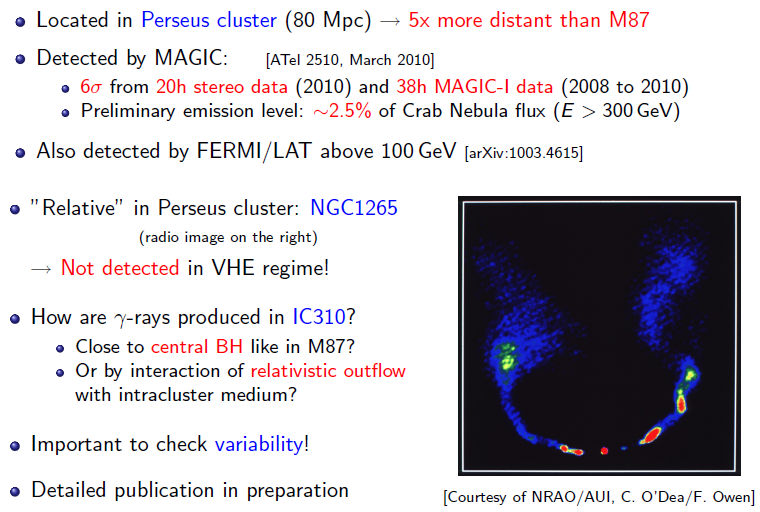 Located in Perseus cluster (80 Mpc) → 5x more distant than M87
Detected by MAGIC: [ATel 2510, March 2010]
6σ from 20h stereo data (2010) and 38h MAGIC-I data (2008 to 2010)
Preliminary emission level: ∼2.5% of Crab Nebula flux (E > 300 GeV)
Also detected by FERMI/LAT above 100 GeV [arXiv:1003.4615]
"Relative" in Perseus cluster: NGC1265
(radio image on the right)
→ Not detected in VHE regime!
How are γ-rays produced in IC310?
Close to central BH like in M87?
Or by interaction of relativistic outflow
with intracluster medium?
Important to check variability!
Detailed publication in preparation
[Courtesy of NRAO/AUI, C. O'Dea/F. Owen]